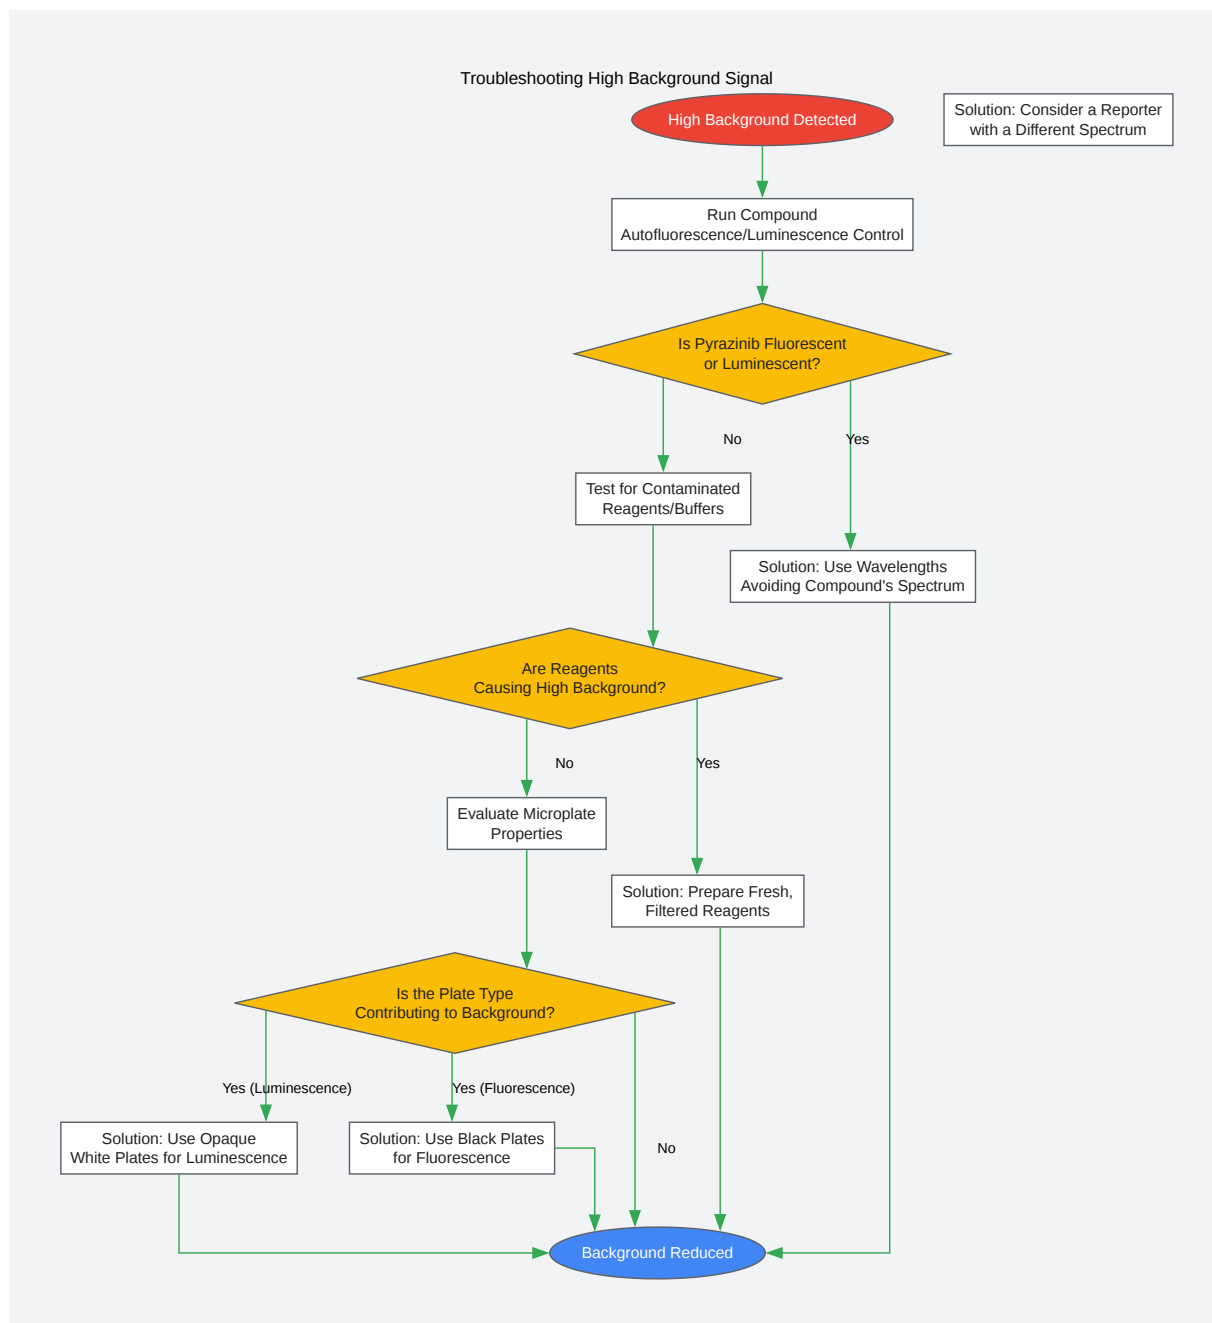 Troubleshooting High Background Signal
High Background Detected
Solution: Consider a Reporter
with a Different Spectrum
Run Compound
Autofluorescence/Luminescence Control
Is Pyrazinib Fluorescent
or Luminescent?
No
Yes
Test for Contaminated
Reagents/Buffers
Solution: Use Wavelengths
Avoiding Compound's Spectrum
Are Reagents
Causing High Background?
No
Yes
Evaluate Microplate
Properties
Solution: Prepare Fresh,
Filtered Reagents
Is the Plate Type
Contributing to Background?
Yes (Luminescence)
Yes (Fluorescence)
Solution: Use Opaque
White Plates for Luminescence
Solution: Use Black Plates
for Fluorescence
No
Background Reduced